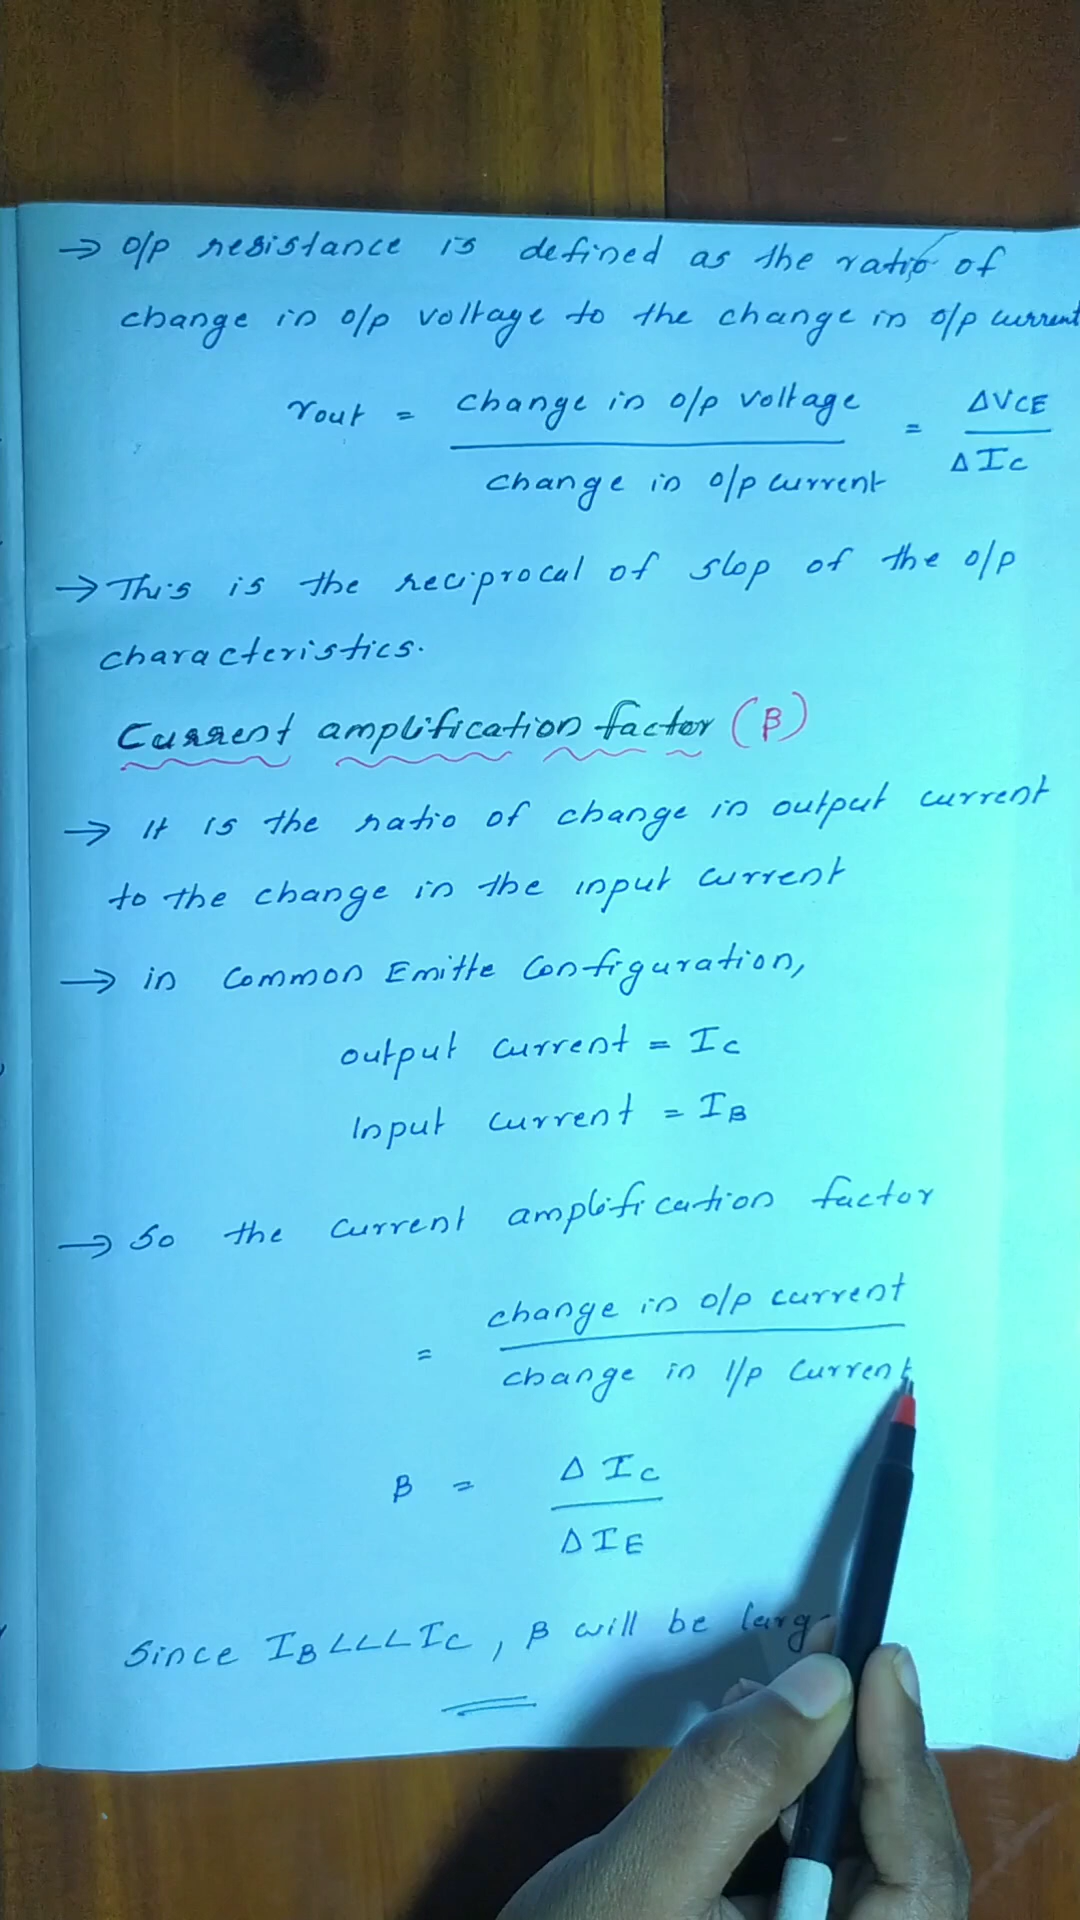 → o/p resistance is defined as the ratio of
change in o/p voltage to the change in o/p current
rout = change in o/p voltage / change in o/p current = ΔVCE / ΔIC
→ This is the reciprocal of slop of the o/p
characteristics.
Current amplification factor (β)
→ It is the ratio of change in output current
to the change in the input current
→ in Common Emitte Configuration,
output current = IC
Input current = IB
→ So the current amplification factor
= change in o/p current / change in I/p current
β = ΔIC / ΔIE
Since IB <<< IC, β will be